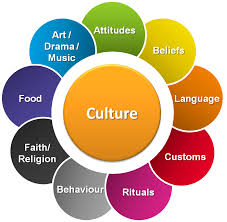 Culture
Attitudes
Beliefs
Language
Customs
Rituals
Behaviour
Faith/
Religion
Food
Art /
Drama /
Music